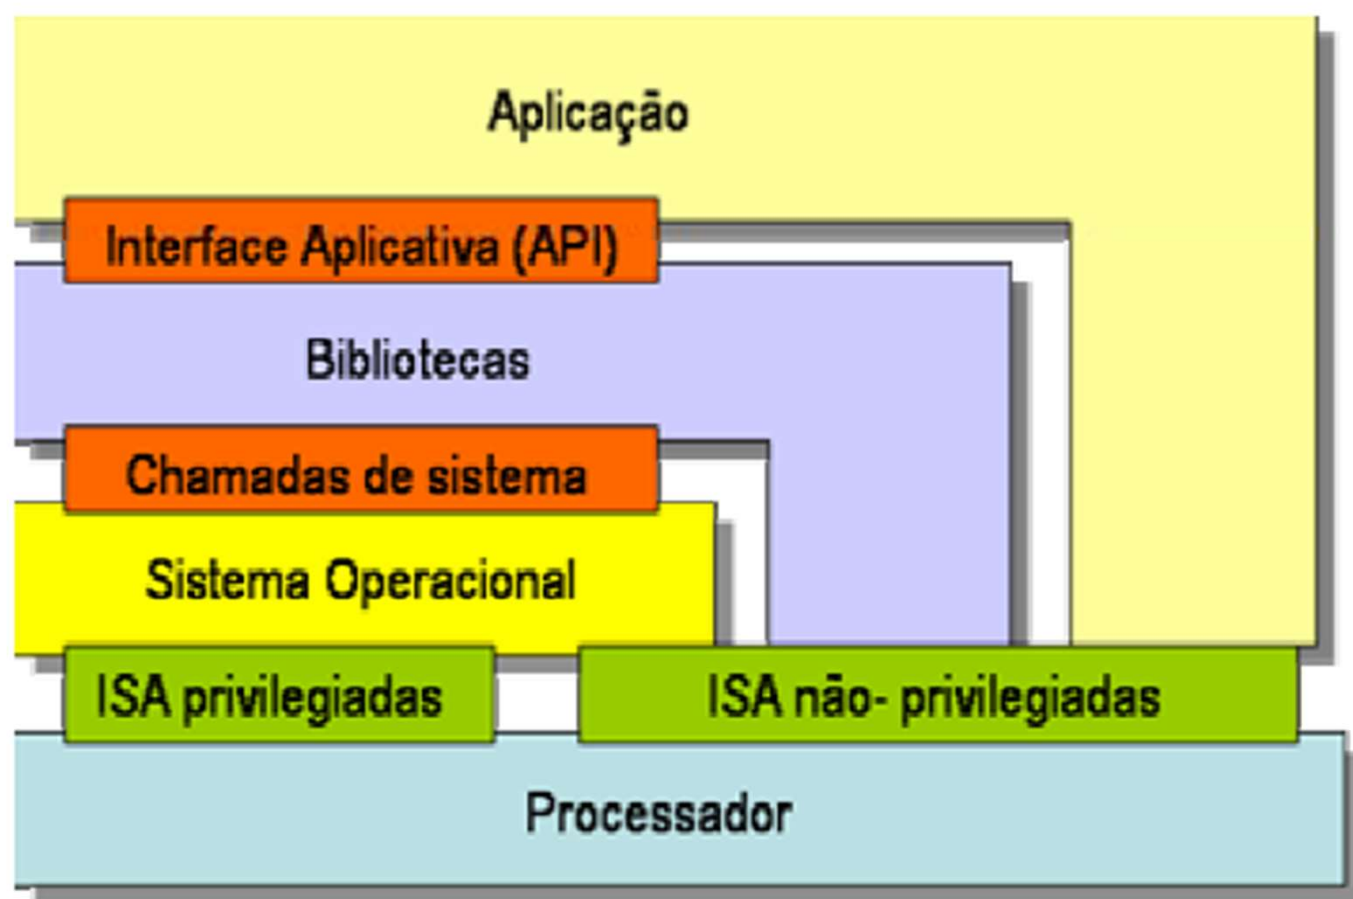 Aplicação
Interface Aplicativa (API)
Bibliotecas
Chamadas de sistema
Sistema Operacional
ISA privilegiadas
ISA não- privilegiadas
Processador